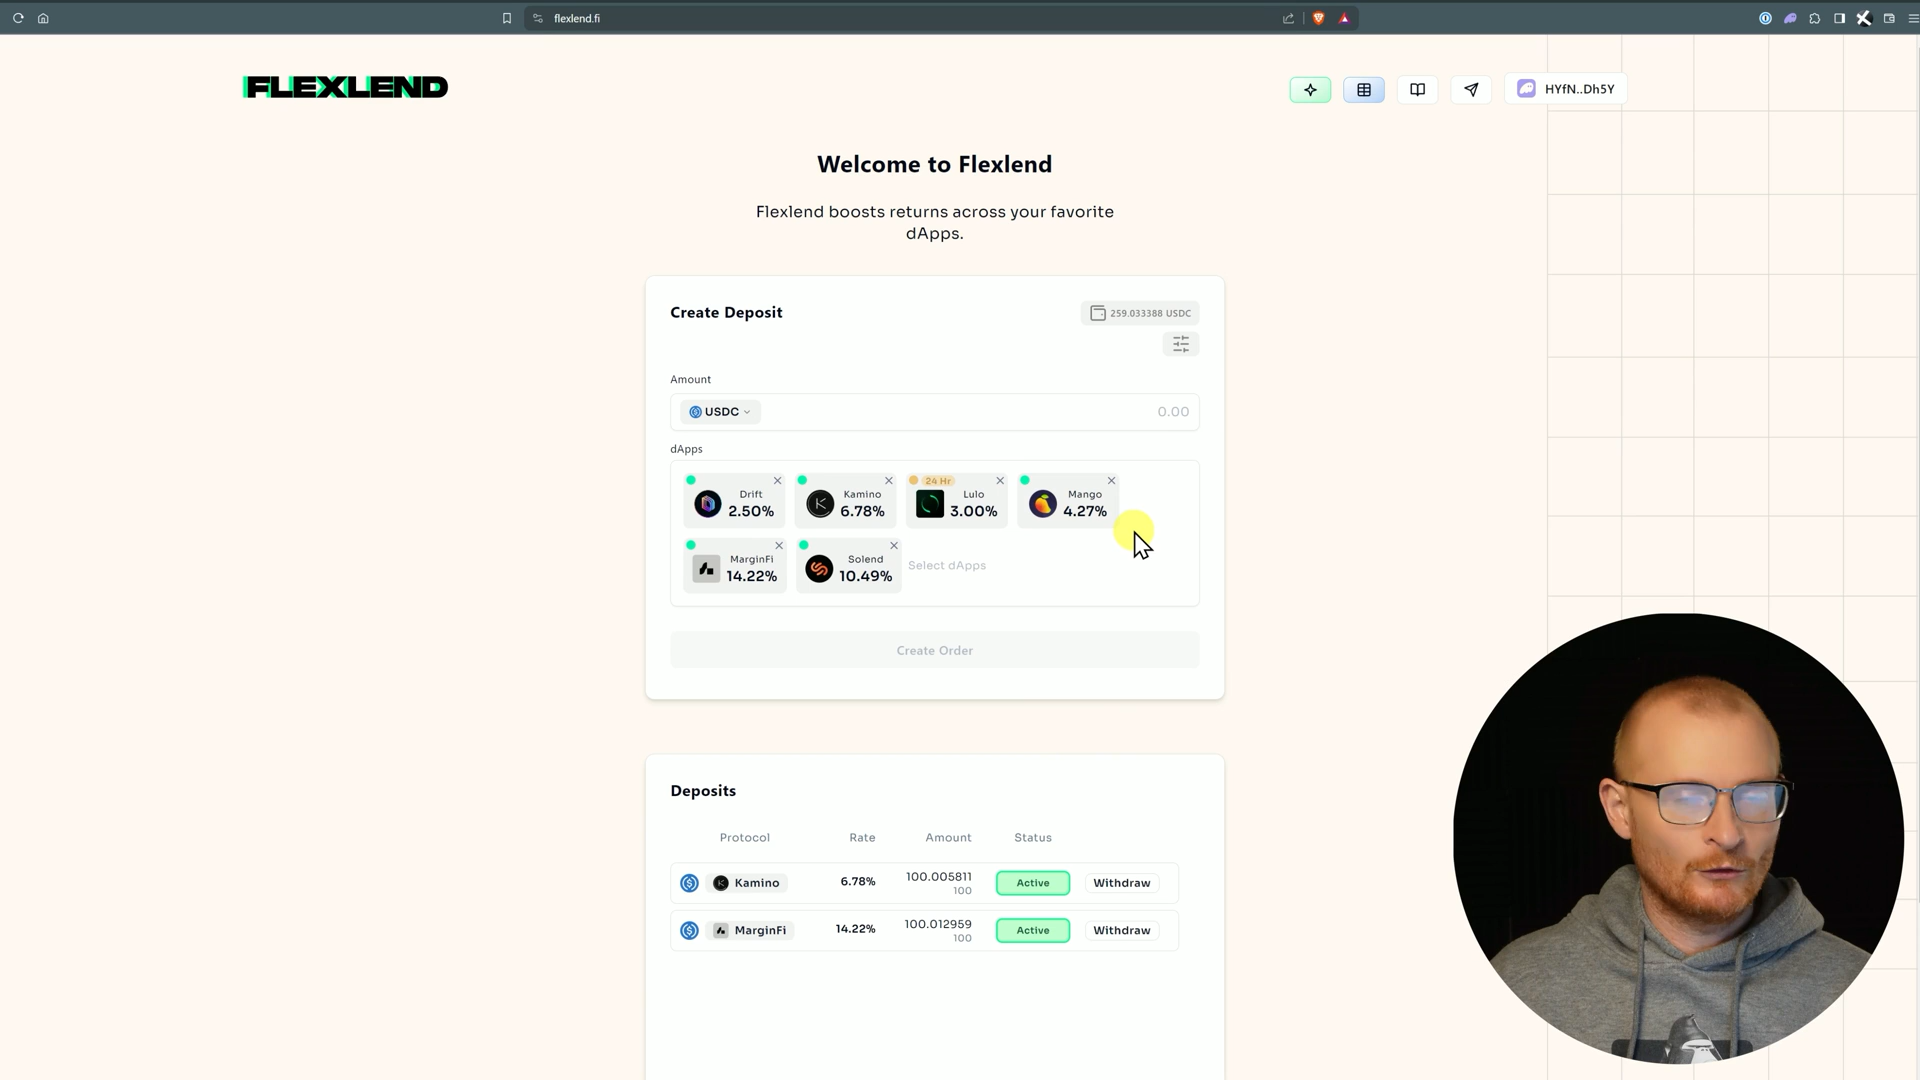 flexlend.fi
FLEXLEND
HYfN..Dh5Y
Welcome to Flexlend
Flexlend boosts returns across your favorite
dApps.
Create Deposit
259.033388 USDC
Amount
USDC
0.00
dApps
Drift
2.50%
Kamino
6.78%
24 Hr
Lulo
3.00%
Mango
4.27%
MarginFi
14.22%
Solend
10.49%
Select dApps
Create Order
Deposits
Protocol Rate Amount Status
Kamino 6.78% 100.005811 Active Withdraw
100
MarginFi 14.22% 100.012959 Active Withdraw
100